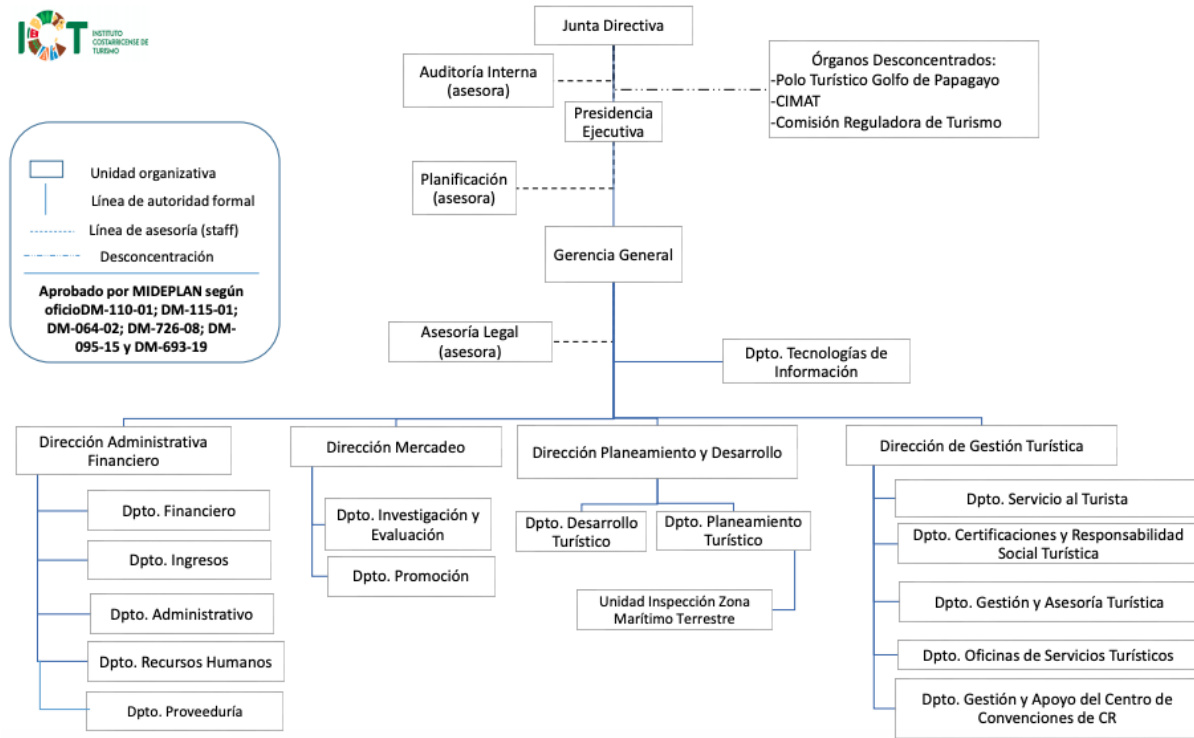 ICT
INSTITUTO
COSTARRICENSE DE
TURISMO
Junta Directiva
Auditoría Interna
(asesora)
Órganos Desconcentrados:
-Polo Turístico Golfo de Papagayo
-CIMAT
-Comisión Reguladora de Turismo
Presidencia
Ejecutiva
Unidad organizativa
Línea de autoridad formal
Línea de asesoría (staff)
Desconcentración
Aprobado por MIDEPLAN según
oficioDM-110-01; DM-115-01;
DM-064-02; DM-726-08; DM-
095-15 y DM-693-19
Planificación
(asesora)
Gerencia General
Asesoría Legal
(asesora)
Dpto. Tecnologías de
Información
Dirección Administrativa
Financiero
Dpto. Financiero
Dpto. Ingresos
Dpto. Administrativo
Dpto. Recursos Humanos
Dpto. Proveeduría
Dirección Mercadeo
Dpto. Investigación y
Evaluación
Dpto. Promoción
Dirección Planeamiento y Desarrollo
Dpto. Desarrollo
Turístico
Dpto. Planeamiento
Turístico
Unidad Inspección Zona
Marítimo Terrestre
Dirección de Gestión Turística
Dpto. Servicio al Turista
Dpto. Certificaciones y Responsabilidad
Social Turística
Dpto. Gestión y Asesoría Turística
Dpto. Oficinas de Servicios Turísticos
Dpto. Gestión y Apoyo del Centro de
Convenciones de CR